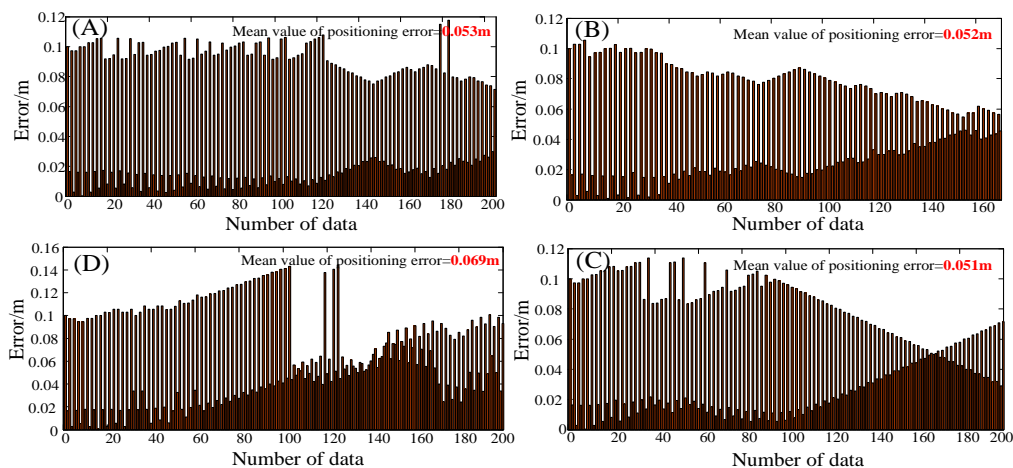 (A)
Mean value of positioning error=0.053m
Error/m
0.12
0.1
0.08
0.06
0.04
0.02
0
0 20 40 60 80 100 120 140 160 180 200
Number of data
(B)
Mean value of positioning error=0.052m
Error/m
0.12
0.1
0.08
0.06
0.04
0.02
0
0 20 40 60 80 100 120 140 160
Number of data
(D)
Mean value of positioning error=0.069m
Error/m
0.16
0.14
0.12
0.1
0.08
0.06
0.04
0.02
0
0 20 40 60 80 100 120 140 160 180 200
Number of data
(C)
Mean value of positioning error=0.051m
Error/m
0.12
0.1
0.08
0.06
0.04
0.02
0
0 20 40 60 80 100 120 140 160 180 200
Number of data